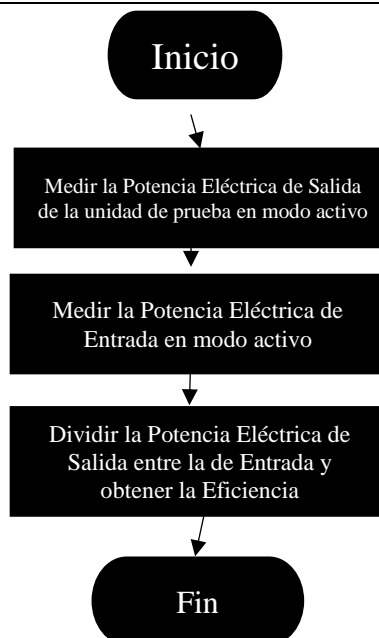 Inicio
Medir la Potencia Eléctrica de Salida
de la unidad de prueba en modo activo
Medir la Potencia Eléctrica de
Entrada en modo activo
Dividir la Potencia Eléctrica de
Salida entre la de Entrada y
obtener la Eficiencia
Fin